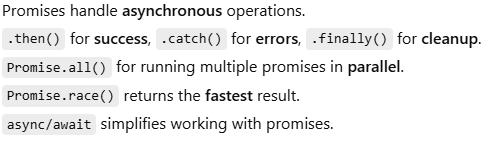 Promises handle asynchronous operations.
.then() for success, .catch() for errors, .finally() for cleanup.
Promise.all() for running multiple promises in parallel.
Promise.race() returns the fastest result.
async/await simplifies working with promises.